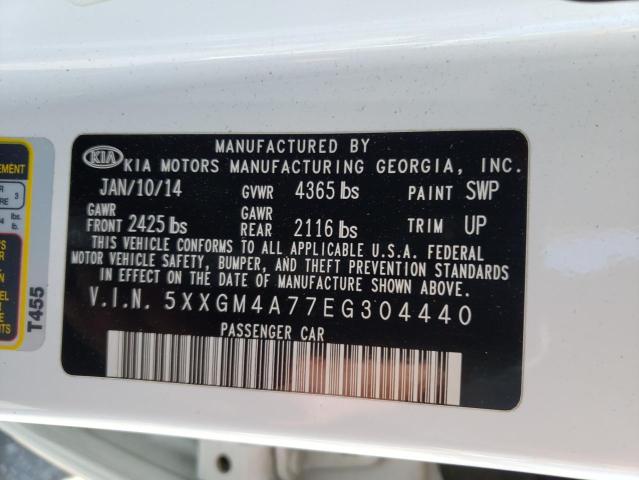 MANUFACTURED BY
KIA KIA MOTORS MANUFACTURING GEORGIA, INC.
JAN/10/14 GVWR 4365 lbs PAINT SWP
GAWR FRONT 2425 lbs GAWR REAR 2116 lbs TRIM UP
THIS VEHICLE CONFORMS TO ALL APPLICABLE U.S.A. FEDERAL
MOTOR VEHICLE SAFETY, BUMPER, AND THEFT PREVENTION STANDARDS
IN EFFECT ON THE DATE OF MANUFACTURE SHOWN ABOVE.
V.I.N. 5XXGM4A77EG304440
PASSENGER CAR
T455